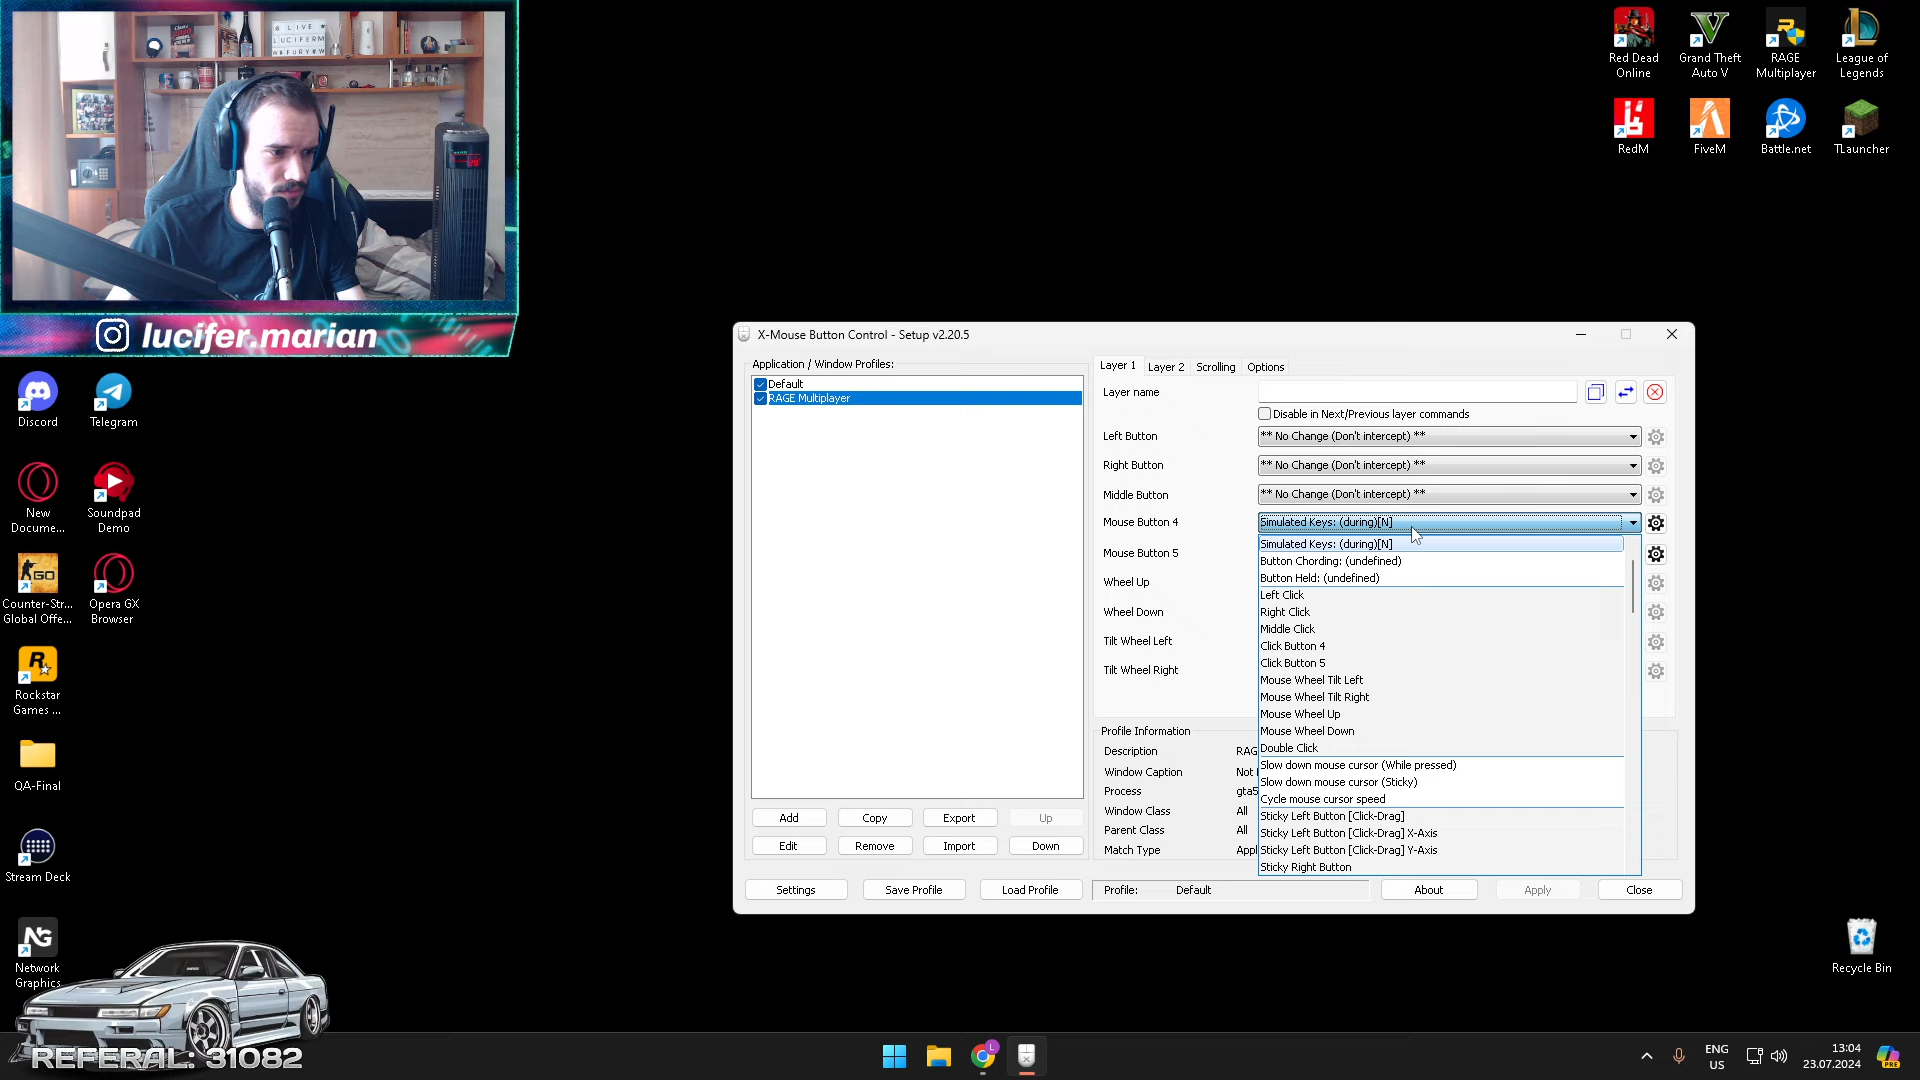 LIVE
LUCIFERM
WBFURY#W
lucifer.marian
Discord
Telegram
New
Docume...
Soundpad
Demo
Counter-Str...
Global Offe...
Opera GX
Browser
Rockstar
Games ...
QA-Final
Stream Deck
Network
Graphics
REFERAL: 31082
Red Dead
Online
Grand Theft
Auto V
RAGE
Multiplayer
League of
Legends
RedM
FiveM
Battle.net
TLauncher
Recycle Bin
X-Mouse Button Control - Setup v2.20.5
Application / Window Profiles:
Default
RAGE Multiplayer
Add
Copy
Export
Up
Edit
Remove
Import
Down
Settings
Save Profile
Load Profile
Layer 1
Layer 2
Scrolling
Options
Layer name
Disable in Next/Previous layer commands
Left Button
** No Change (Don't intercept) **
Right Button
** No Change (Don't intercept) **
Middle Button
** No Change (Don't intercept) **
Mouse Button 4
Simulated Keys: (during)[N]
Mouse Button 5
Wheel Up
Wheel Down
Tilt Wheel Left
Tilt Wheel Right
Simulated Keys: (during)[N]
Button Chording: (undefined)
Button Held: (undefined)
Left Click
Right Click
Middle Click
Click Button 4
Click Button 5
Mouse Wheel Tilt Left
Mouse Wheel Tilt Right
Mouse Wheel Up
Mouse Wheel Down
Double Click
Slow down mouse cursor (While pressed)
Slow down mouse cursor (Sticky)
Cycle mouse cursor speed
Sticky Left Button [Click-Drag]
Sticky Left Button [Click-Drag] X-Axis
Sticky Left Button [Click-Drag] Y-Axis
Sticky Right Button
Profile Information
Description
RAG
Window Caption
Not
Process
gta5
Window Class
All
Parent Class
All
Match Type
Appl
Profile:
Default
About
Apply
Close
ENG
US
13:04
23.07.2024